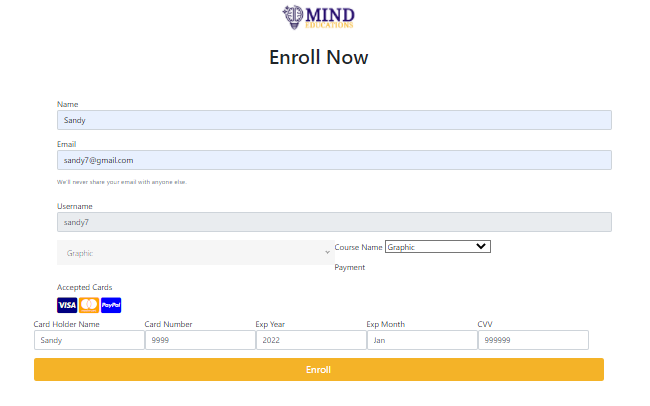 MIND
EDUCATIONS
Enroll Now
Name
Sandy
Email
sandy7@gmail.com
We'll never share your email with anyone else.
Username
sandy7
Graphic Course Name Graphic
Payment
Accepted Cards
VISA PayPal
Card Holder Name Card Number Exp Year Exp Month CVV
Sandy 9999 2022 Jan 999999
Enroll